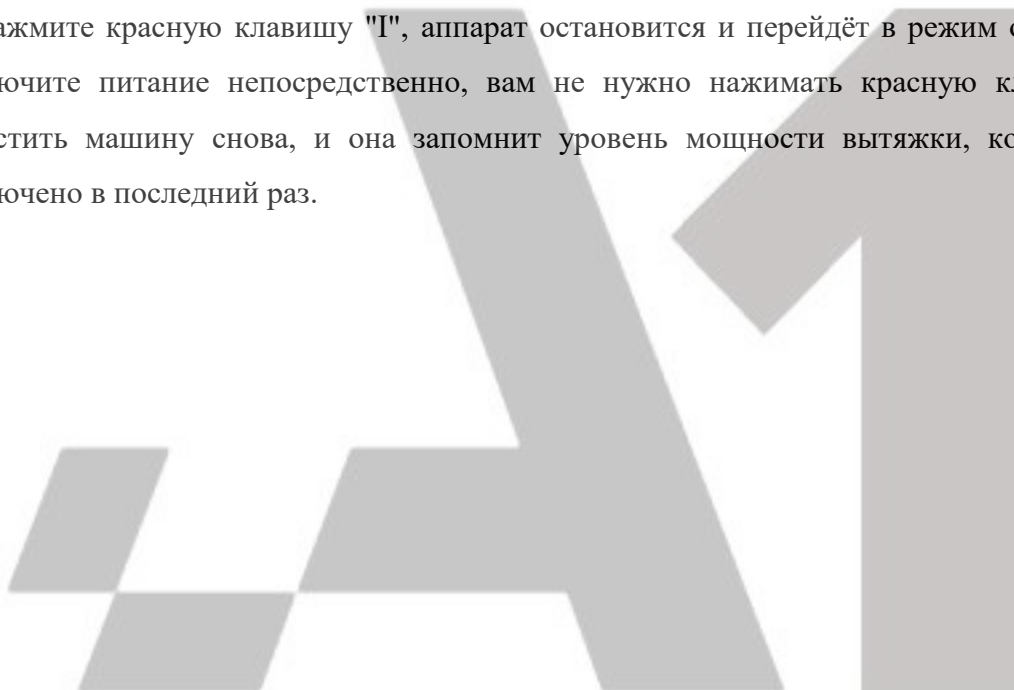 ажмите красную клавишу "I", аппарат остановится и перейдёт в режим о
ючите питание непосредственно, вам не нужно нажимать красную кл
стить машину снова, и она запомнит уровень мощности вытяжки, ко
ючено в последний раз.
A1